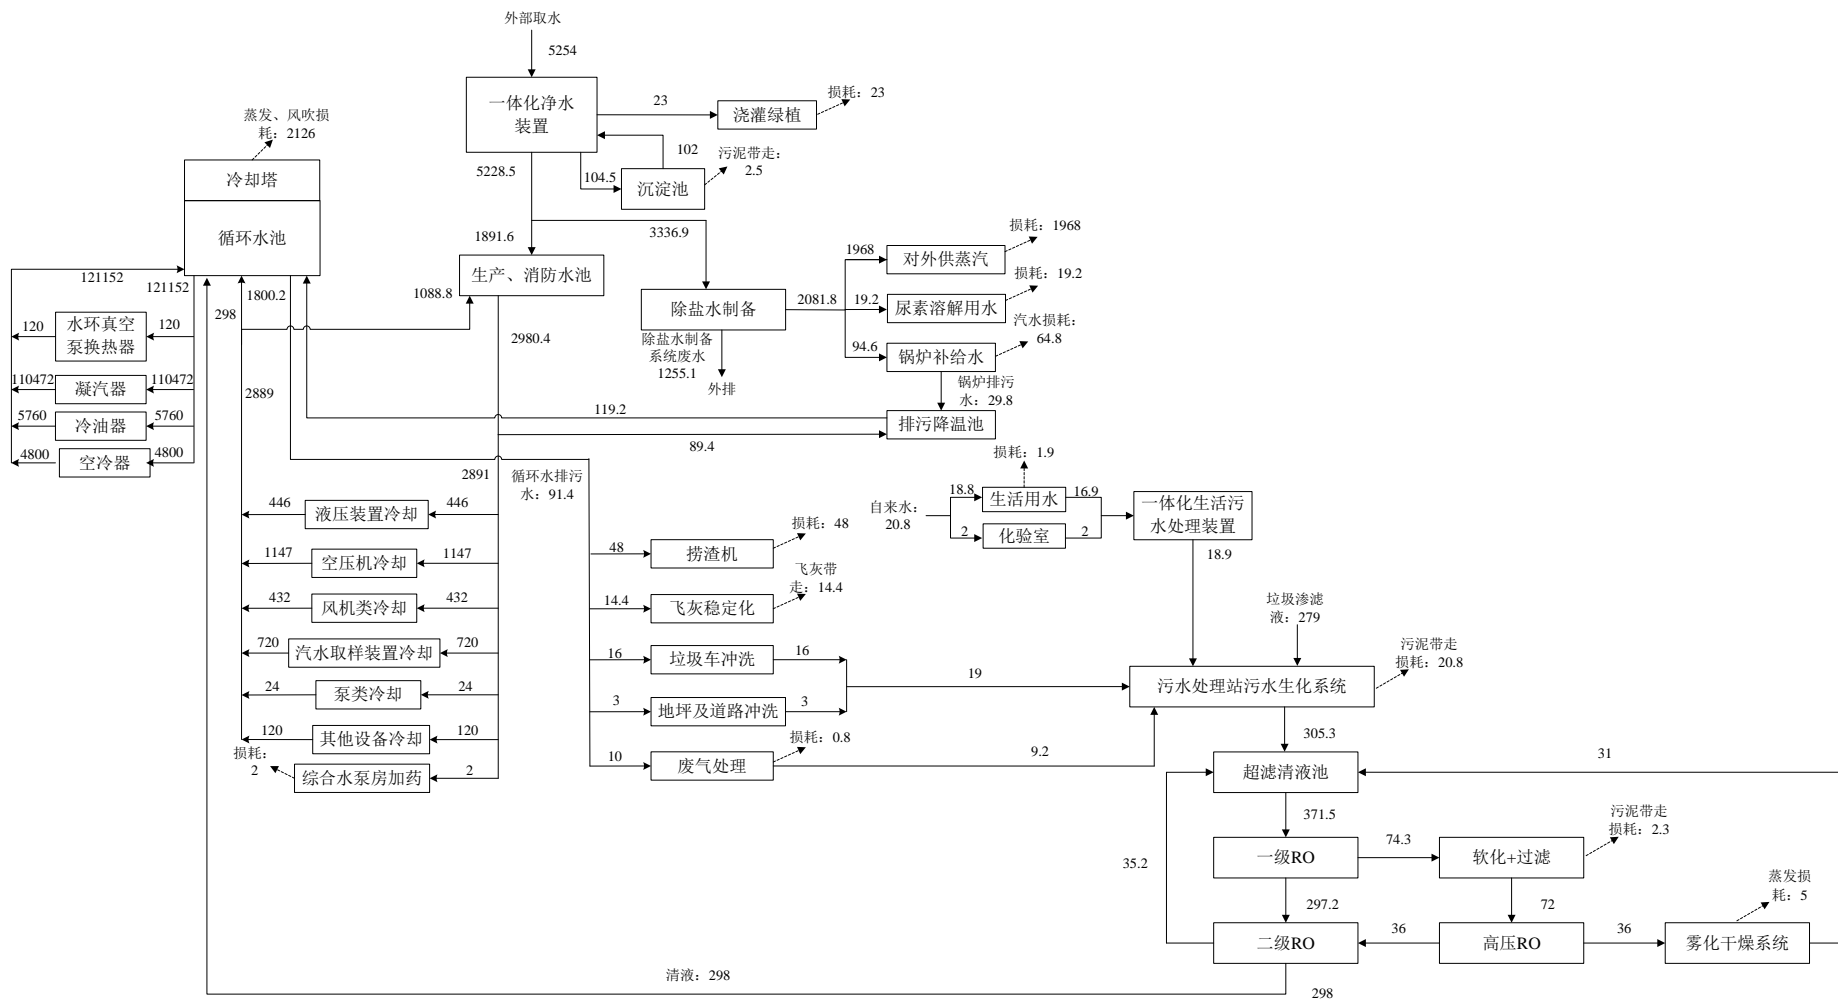 外部取水
5254
一体化净水
装置
23
浇灌绿植
损耗：23
102
104.5
沉淀池
污泥带走：
2.5
5228.5
蒸发、风吹损
耗：2126
冷却塔
循环水池
1891.6
3336.9
生产、消防水池
除盐水制备
2081.8
1968
对外供蒸汽
损耗：1968
19.2
尿素溶解用水
损耗：19.2
94.6
锅炉补给水
汽水损耗：
64.8
除盐水制备
系统废水
1255.1
外排
锅炉排污
水：29.8
排污降温池
119.2
89.4
121152
121152
1800.2
298
1088.8
2980.4
2889
120
水环真空
泵换热器
120
110472
凝汽器
110472
5760
冷油器
5760
4800
空冷器
4800
2891
循环水排污
水：91.4
446
液压装置冷却
446
1147
空压机冷却
1147
432
风机类冷却
432
720
汽水取样装置冷却
720
24
泵类冷却
24
120
其他设备冷却
120
损耗：
2
综合水泵房加药
2
48
捞渣机
损耗：48
14.4
飞灰稳定化
飞灰带
走：14.4
16
垃圾车冲洗
16
3
地坪及道路冲洗
3
19
10
废气处理
损耗：0.8
9.2
自来水：
20.8
18.8
生活用水
损耗：1.9
16.9
2
化验室
2
一体化生活污
水处理装置
18.9
垃圾渗滤
液：279
污水处理站污水生化系统
污泥带走
损耗：20.8
305.3
超滤清液池
31
371.5
35.2
一级RO
74.3
软化+过滤
污泥带走
损耗：2.3
297.2
72
二级RO
36
高压RO
36
雾化干燥系统
蒸发损
耗：5
清液：298
298